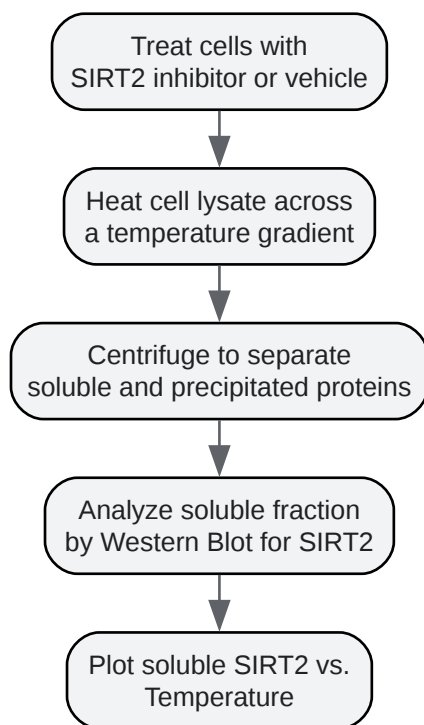 Treat cells with
SIRT2 inhibitor or vehicle
Heat cell lysate across
a temperature gradient
Centrifuge to separate
soluble and precipitated proteins
Analyze soluble fraction
by Western Blot for SIRT2
Plot soluble SIRT2 vs.
Temperature